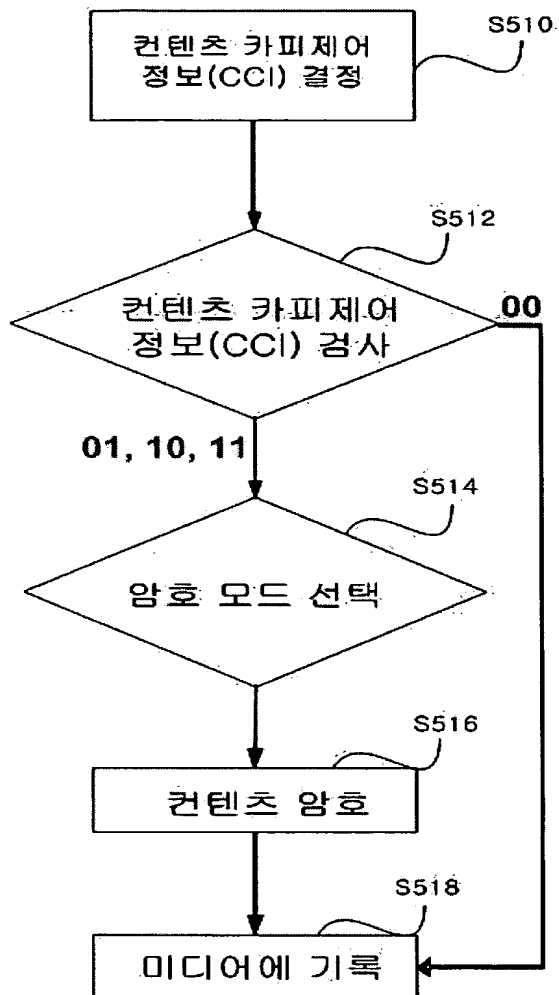 컨텐츠 카피제어
정보(CCI) 결정
S510
S512
컨텐츠 카피제어
정보(CCI) 검사
00
01, 10, 11
S514
암호 모드 선택
S516
컨텐츠 암호
S518
미디어에 기록